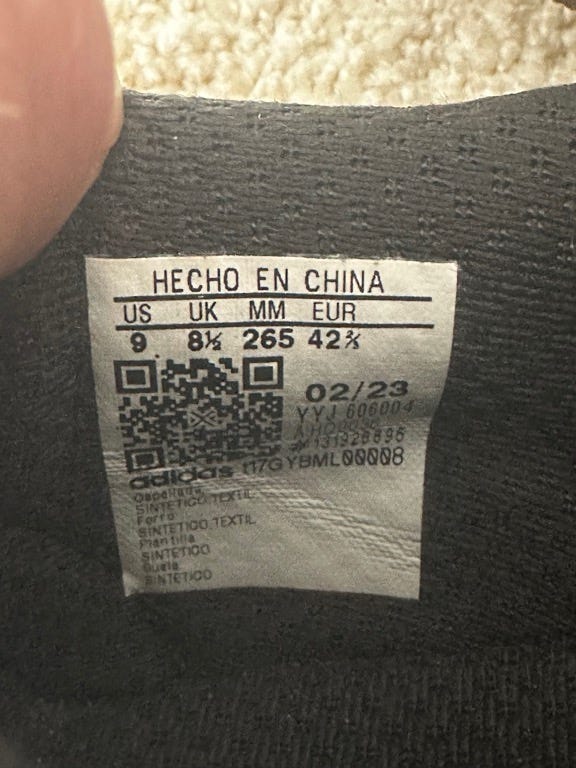 HECHO EN CHINA
US UK MM EUR
9 8½ 265 42⅔
02/23
YYJ 606004
adidas
SINTETICO, TEXTIL
Forro
SINTETICO, TEXTIL
Plantilla
SINTETICO
Suela
SINTETICO